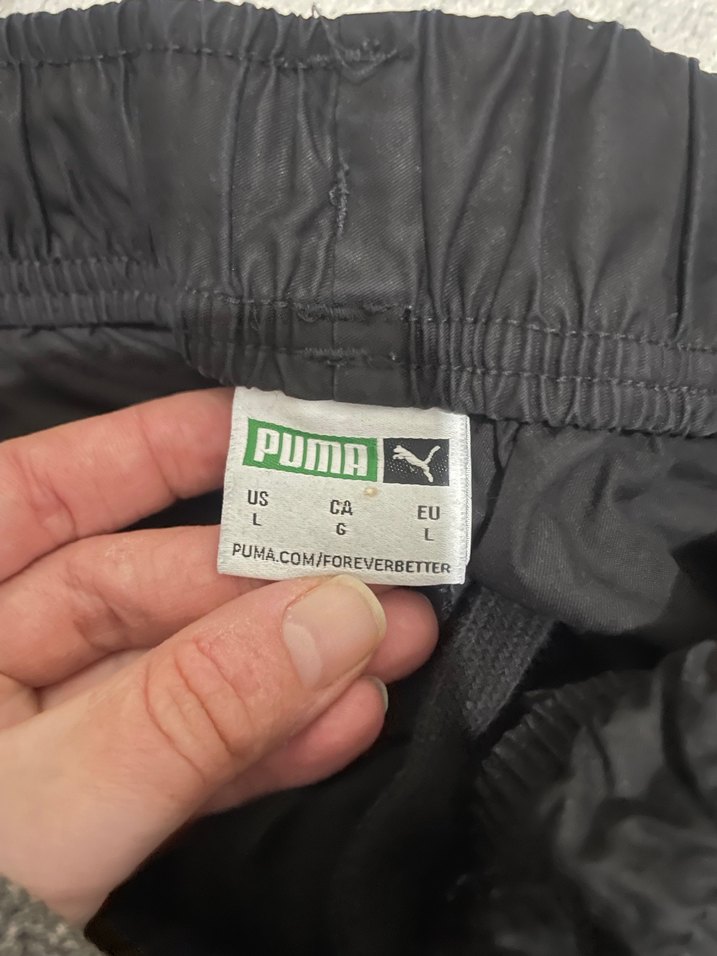 PUMA
US CA EU
L G L
PUMA.COM/FOREVERBETTER